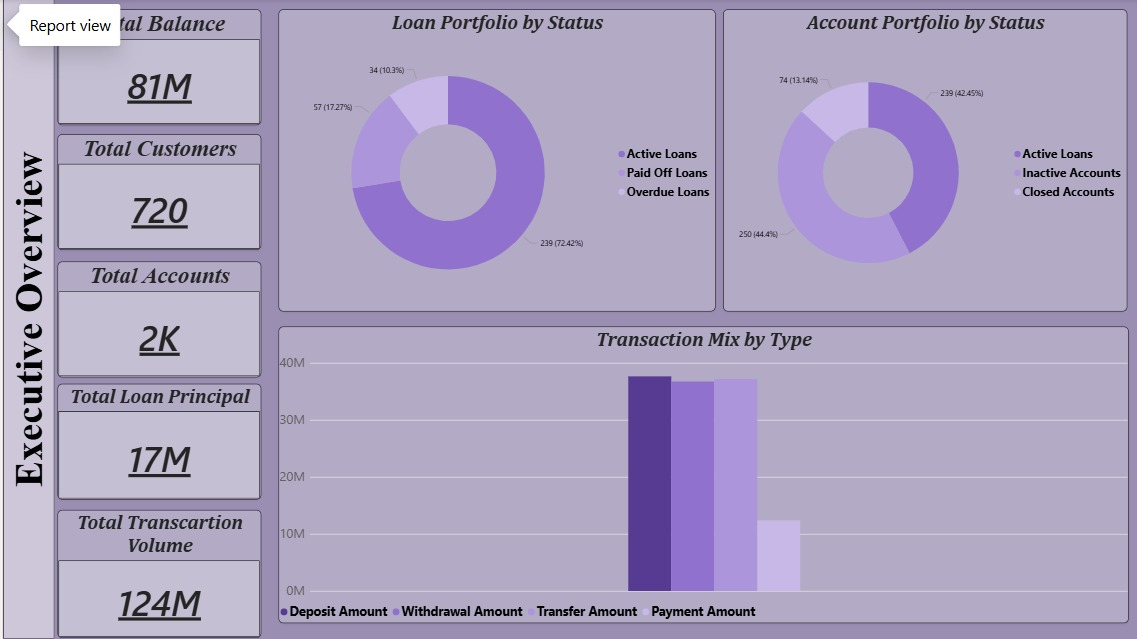 Report view
tal Balance
81M
Total Customers
720
Total Accounts
2K
Total Loan Principal
17M
Total Transcartion
Volume
124M
Executive Overview
Loan Portfolio by Status
34 (10.3%)
57 (17.27%)
239 (72.42%)
Active Loans
Paid Off Loans
Overdue Loans
Account Portfolio by Status
74 (13.14%)
239 (42.45%)
250 (44.4%)
Active Loans
Inactive Accounts
Closed Accounts
Transaction Mix by Type
40M
30M
20M
10M
0M
Deposit Amount Withdrawal Amount Transfer Amount Payment Amount